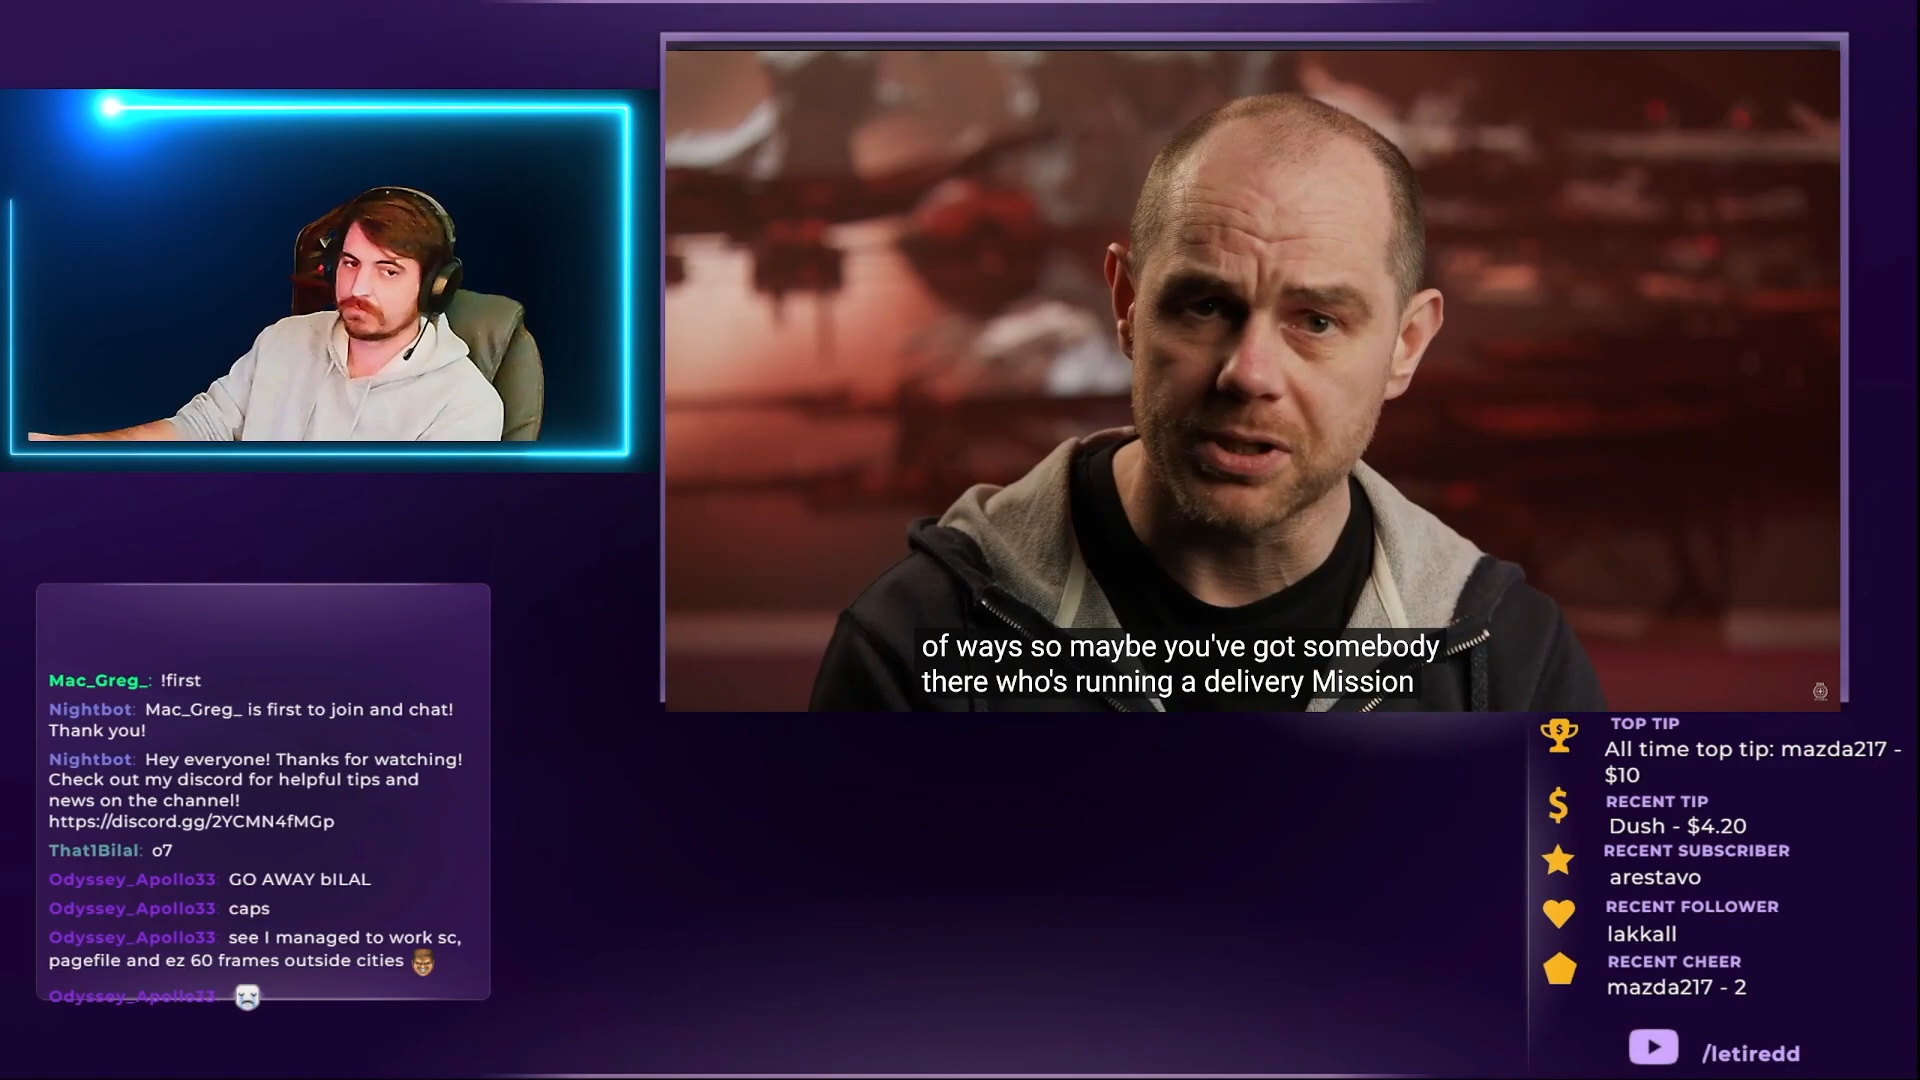 of ways so maybe you've got somebody
there who's running a delivery Mission
Mac_Greg_: !first
Nightbot: Mac_Greg_ is first to join and chat!
Thank you!
Nightbot: Hey everyone! Thanks for watching!
Check out my discord for helpful tips and
news on the channel!
https://discord.gg/2YCMN4fMGp
That1Bilal: o7
Odyssey_Apollo33: GO AWAY bILAL
Odyssey_Apollo33: caps
Odyssey_Apollo33: see I managed to work sc,
pagefile and ez 60 frames outside cities
Odyssey_Apollo33:
TOP TIP
All time top tip: mazda217 -
$10
RECENT TIP
Dush - $4.20
RECENT SUBSCRIBER
arestavo
RECENT FOLLOWER
lakkall
RECENT CHEER
mazda217 - 2
/letiredd